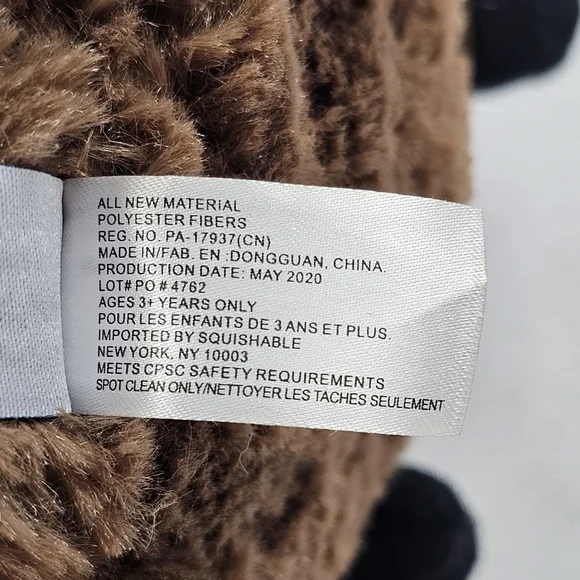 ALL NEW MATERIAL
POLYESTER FIBERS
REG. NO. PA-17937(CN)
MADE IN/FAB. EN :DONGGUAN, CHINA.
PRODUCTION DATE: MAY 2020
LOT# PO # 4762
AGES 3+ YEARS ONLY
POUR LES ENFANTS DE 3 ANS ET PLUS.
IMPORTED BY SQUISHABLE
NEW YORK, NY 10003
MEETS CPSC SAFETY REQUIREMENTS
SPOT CLEAN ONLY/NETTOYER LES TACHES SEULEMENT